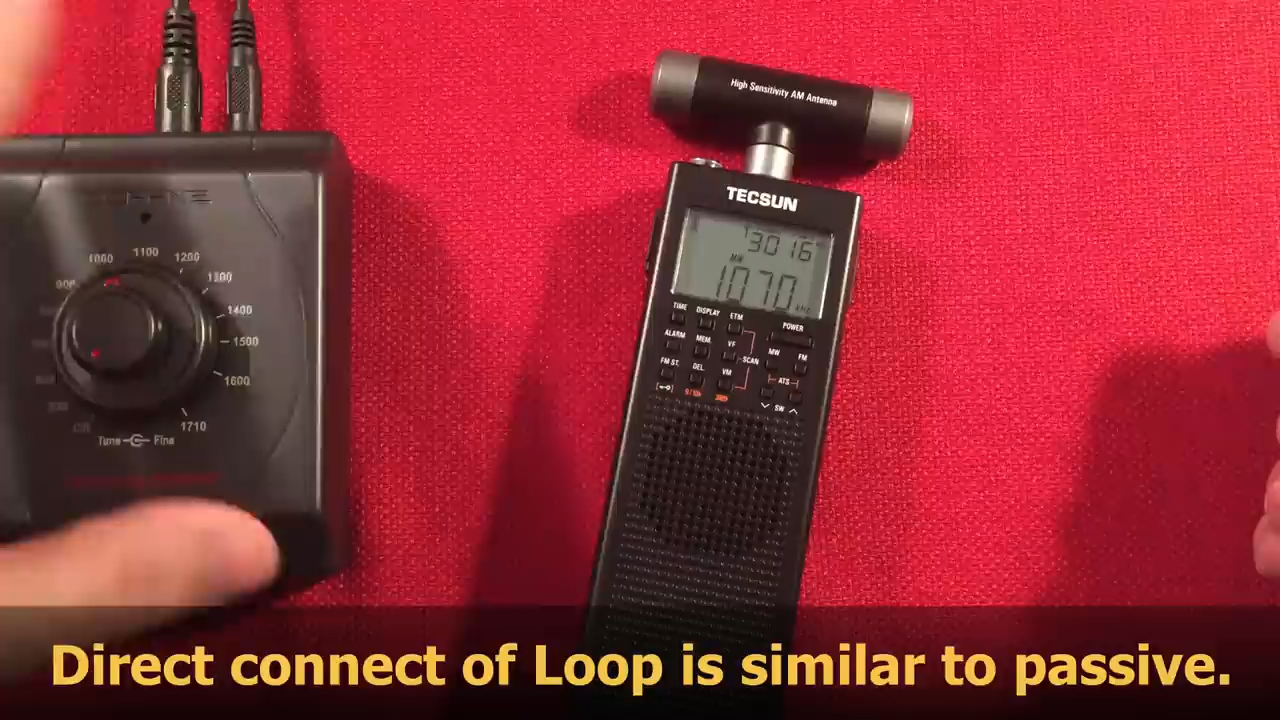 High Sensitivity AM Antenna
TECSUN
3016
MW
1070
TIME DISPLAY ETM
POWER
ALARM MEM. VF
SCAN
MW FM
FM ST. DEL. VM
ATS
SW
1000 1100 1200
900 1300
1400
1500
1600
1710
Tune Fine
Direct connect of Loop is similar to passive.